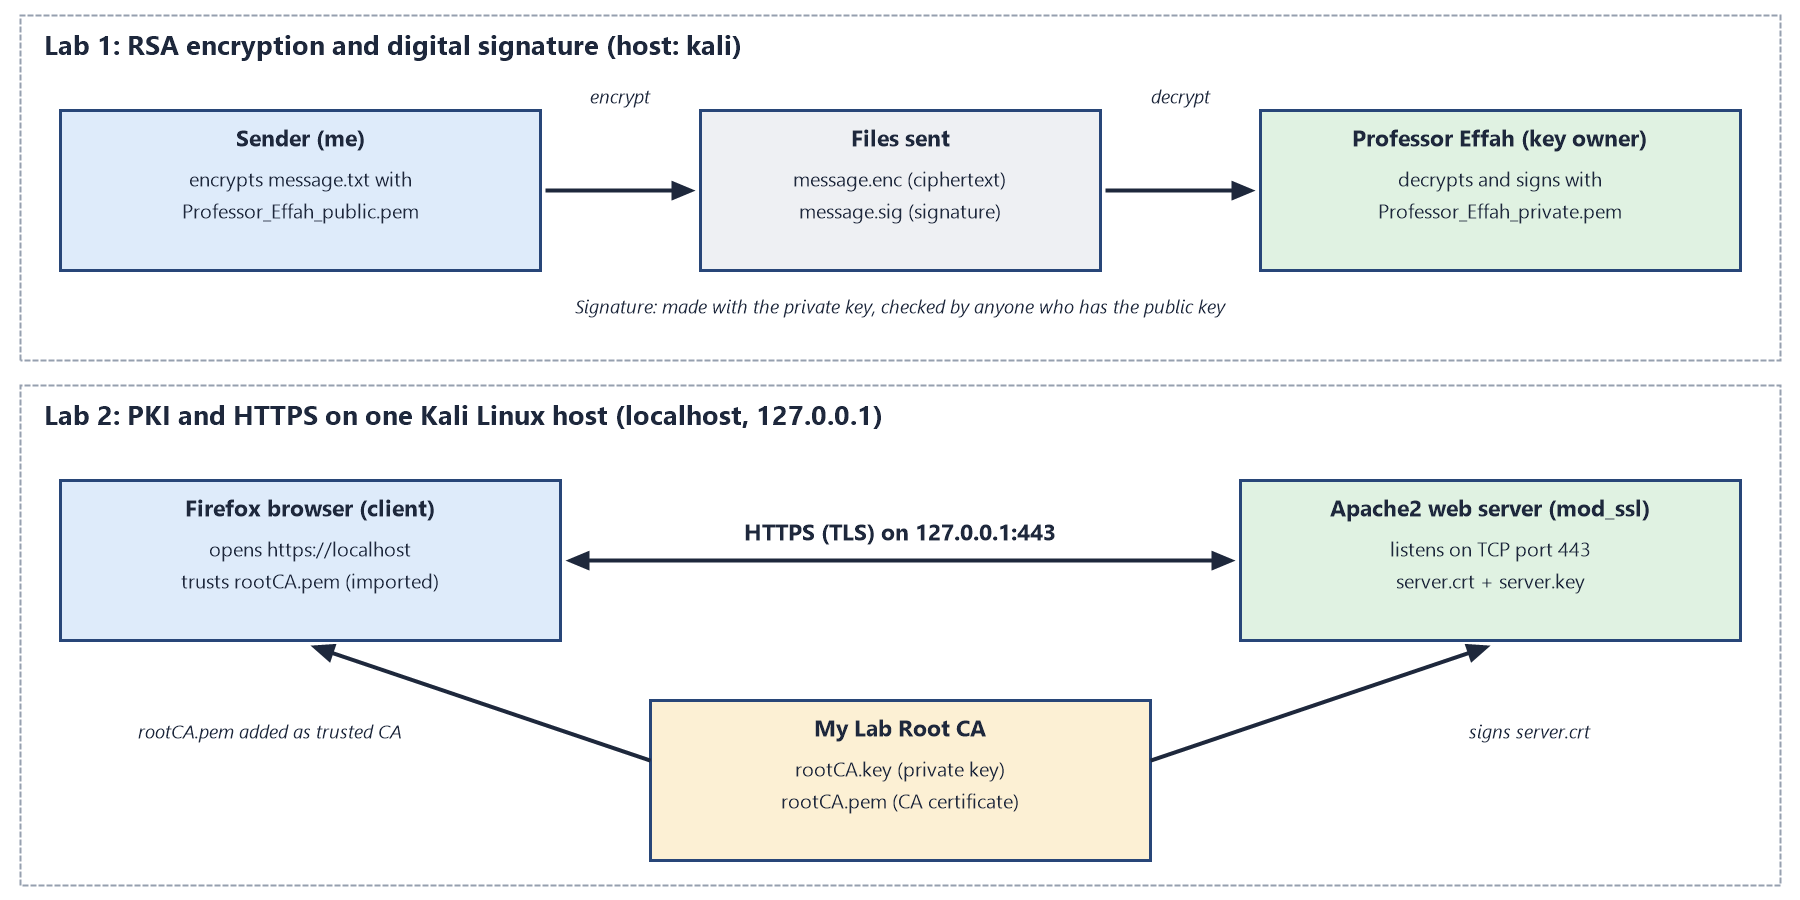 Lab 1: RSA encryption and digital signature (host: kali)
encrypt
decrypt
Sender (me)
encrypts message.txt with
Professor_Effah_public.pem
Files sent
message.enc (ciphertext)
message.sig (signature)
Professor Effah (key owner)
decrypts and signs with
Professor_Effah_private.pem
Signature: made with the private key, checked by anyone who has the public key
Lab 2: PKI and HTTPS on one Kali Linux host (localhost, 127.0.0.1)
Firefox browser (client)
opens https://localhost
trusts rootCA.pem (imported)
HTTPS (TLS) on 127.0.0.1:443
Apache2 web server (mod_ssl)
listens on TCP port 443
server.crt + server.key
rootCA.pem added as trusted CA
My Lab Root CA
rootCA.key (private key)
rootCA.pem (CA certificate)
signs server.crt